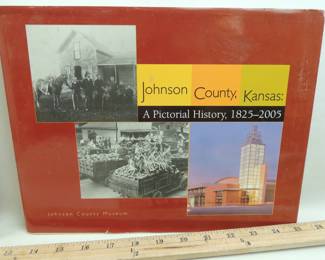 Johnson County, Kansas:
A Pictorial History, 1825–2005
Johnson County Museum